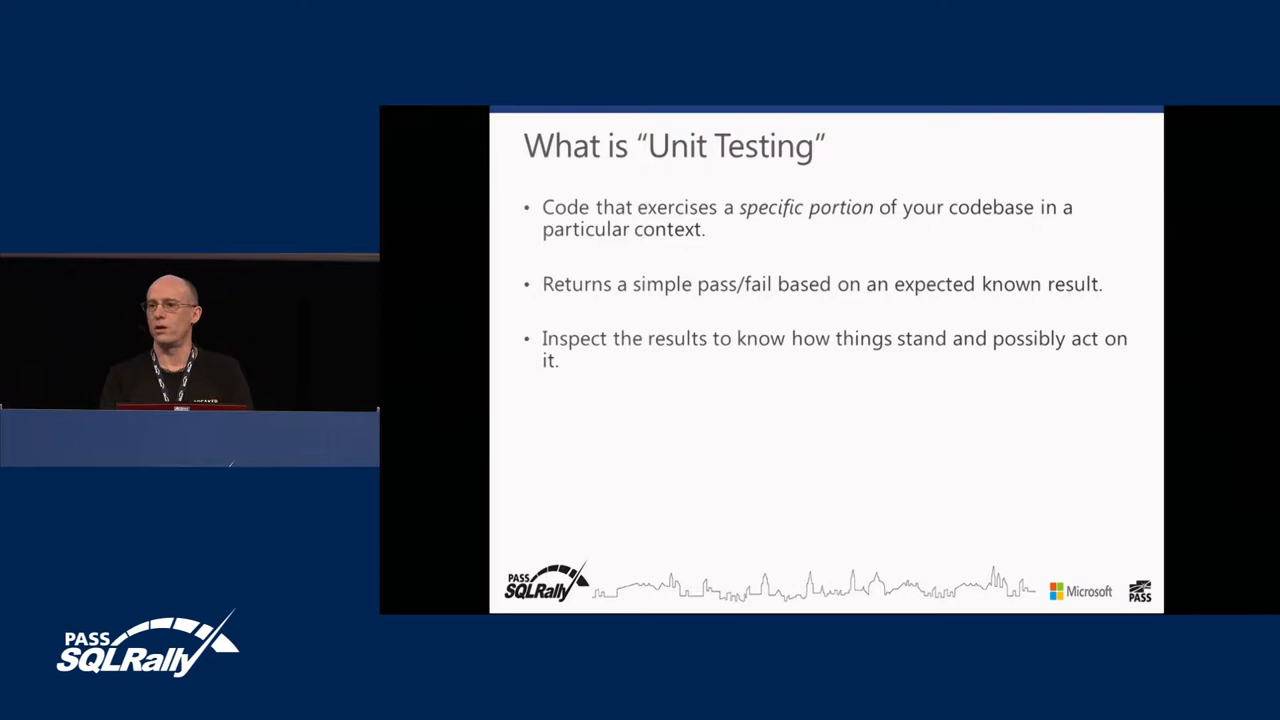 What is “Unit Testing”
• Code that exercises a specific portion of your codebase in a
particular context.
• Returns a simple pass/fail based on an expected known result.
• Inspect the results to know how things stand and possibly act on
it.
PASS
SQLRally
Microsoft
PASS
SPEAKER
PASS
SQLRally